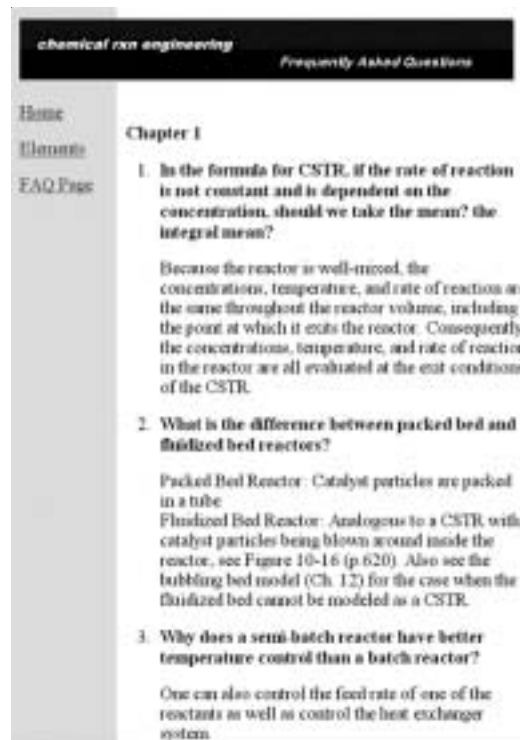 chemical rxn engineering
Frequently Asked Questions
Home
Elements
FAQ Page
Chapter 1
1. In the formula for CSTR, if the rate of reaction
is not constant and is dependent on the
concentration, should we take the mean? the
integral mean?
Because the reactor is well-mixed, the
concentrations, temperature, and rate of reaction are
the same throughout the reactor volume, including
the point at which it exits the reactor. Consequently,
the concentrations, temperature, and rate of reaction
in the reactor are all evaluated at the exit conditions
of the CSTR.
2. What is the difference between packed bed and
fluidized bed reactors?
Packed Bed Reactor: Catalyst particles are packed
in a tube
Fluidized Bed Reactor: Analogous to a CSTR with
catalyst particles being blown around inside the
reactor, see Figure 10-16 (p.620). Also see the
bubbling bed model (Ch. 12) for the case when the
fluidized bed cannot be modeled as a CSTR.
3. Why does a semi-batch reactor have better
temperature control than a batch reactor?
One can also control the feed rate of one of the
reactants as well as control the heat exchanger
system.